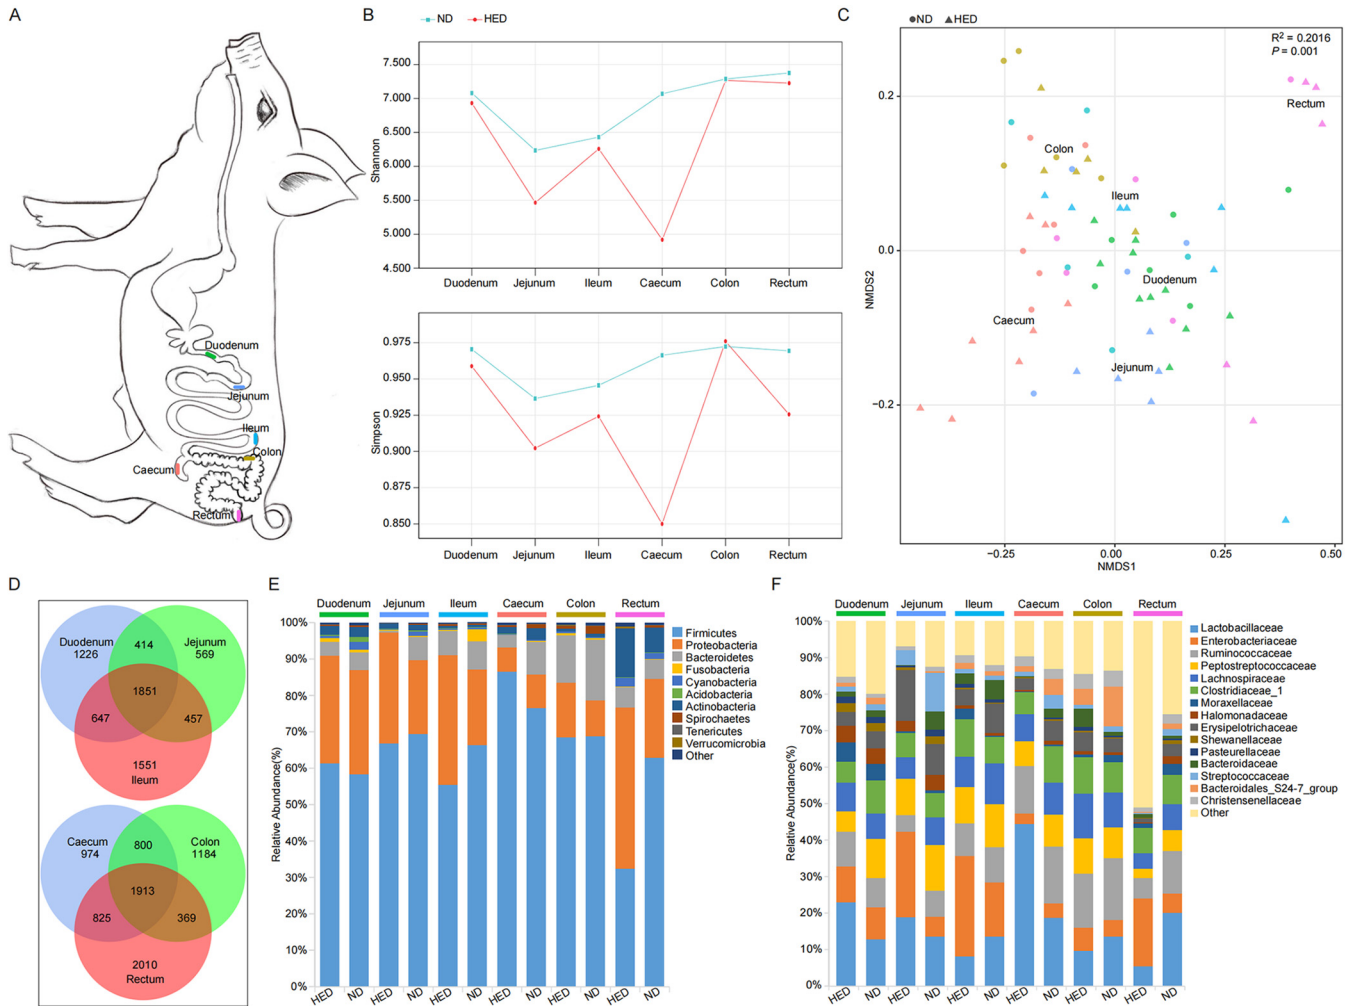 A
Duodenum
Jejunum
Ileum
Colon
Caecum
Rectum
B
ND HED
Shannon
7.500
7.000
6.500
6.000
5.500
5.000
4.500
Duodenum Jejunum Ileum Caecum Colon Rectum
Simpson
0.975
0.950
0.925
0.900
0.875
0.850
Duodenum Jejunum Ileum Caecum Colon Rectum
C
ND HED
R² = 0.2016
P = 0.001
Rectum
Colon
Ileum
Duodenum
Caecum
Jejunum
NMDS2
0.2
0.0
−0.2
−0.25 0.00 0.25 0.50
NMDS1
D
Duodenum
1226
414
Jejunum
569
1851
647
457
1551
Ileum
Caecum
974
800
Colon
1184
1913
825
369
2010
Rectum
E
Duodenum Jejunum Ileum Caecum Colon Rectum
Relative Abundance(%)
100%
90%
80%
70%
60%
50%
40%
30%
20%
10%
0%
HED ND HED ND HED ND HED ND HED ND HED ND
Firmicutes
Proteobacteria
Bacteroidetes
Fusobacteria
Cyanobacteria
Acidobacteria
Actinobacteria
Spirochaetes
Tenericutes
Verrucomicrobia
Other
F
Duodenum Jejunum Ileum Caecum Colon Rectum
Relative Abundance(%)
100%
90%
80%
70%
60%
50%
40%
30%
20%
10%
0%
HED ND HED ND HED ND HED ND HED ND HED ND
Lactobacillaceae
Enterobacteriaceae
Ruminococcaceae
Peptostreptococcaceae
Lachnospiraceae
Clostridiaceae_1
Moraxellaceae
Halomonadaceae
Erysipelotrichaceae
Shewanellaceae
Pasteurellaceae
Bacteroidaceae
Streptococcaceae
Bacteroidales_S24-7_group
Christensenellaceae
Other